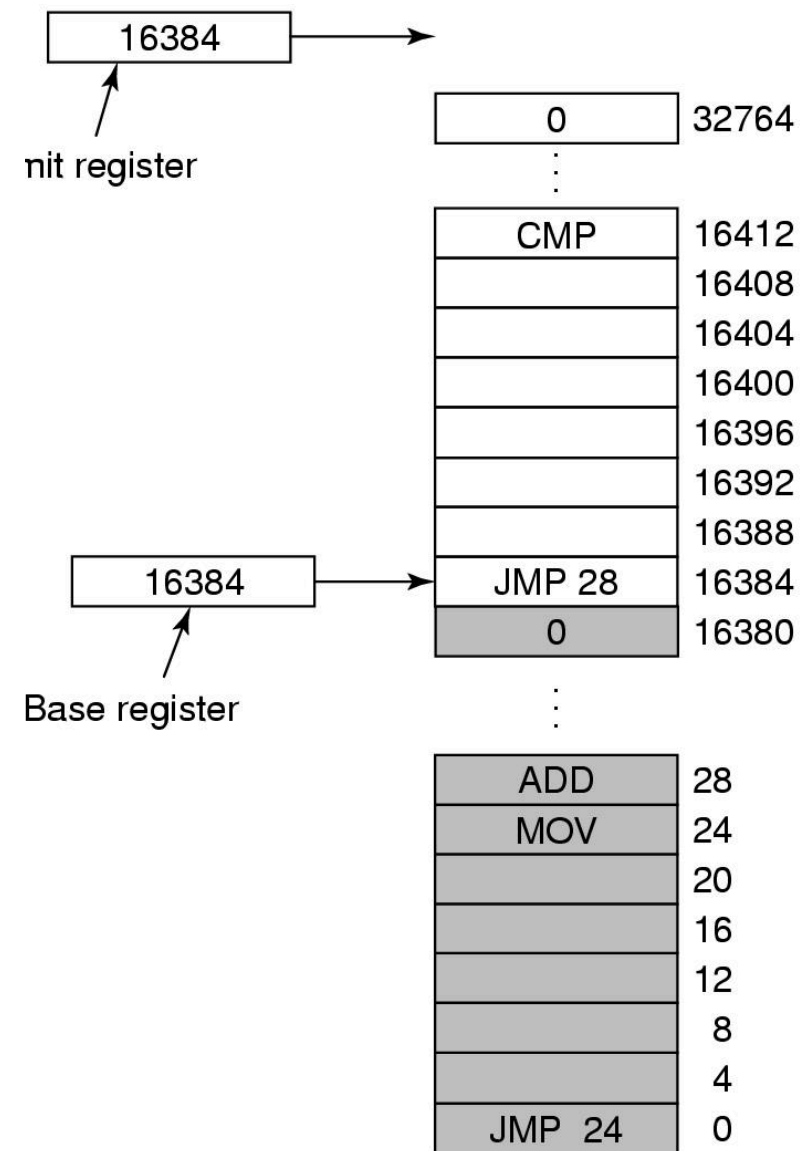 16384
0 32764
nit register
CMP 16412
16408
16404
16400
16396
16392
16388
16384 JMP 28 16384
0 16380
Base register
ADD 28
MOV 24
20
16
12
8
4
JMP 24 0